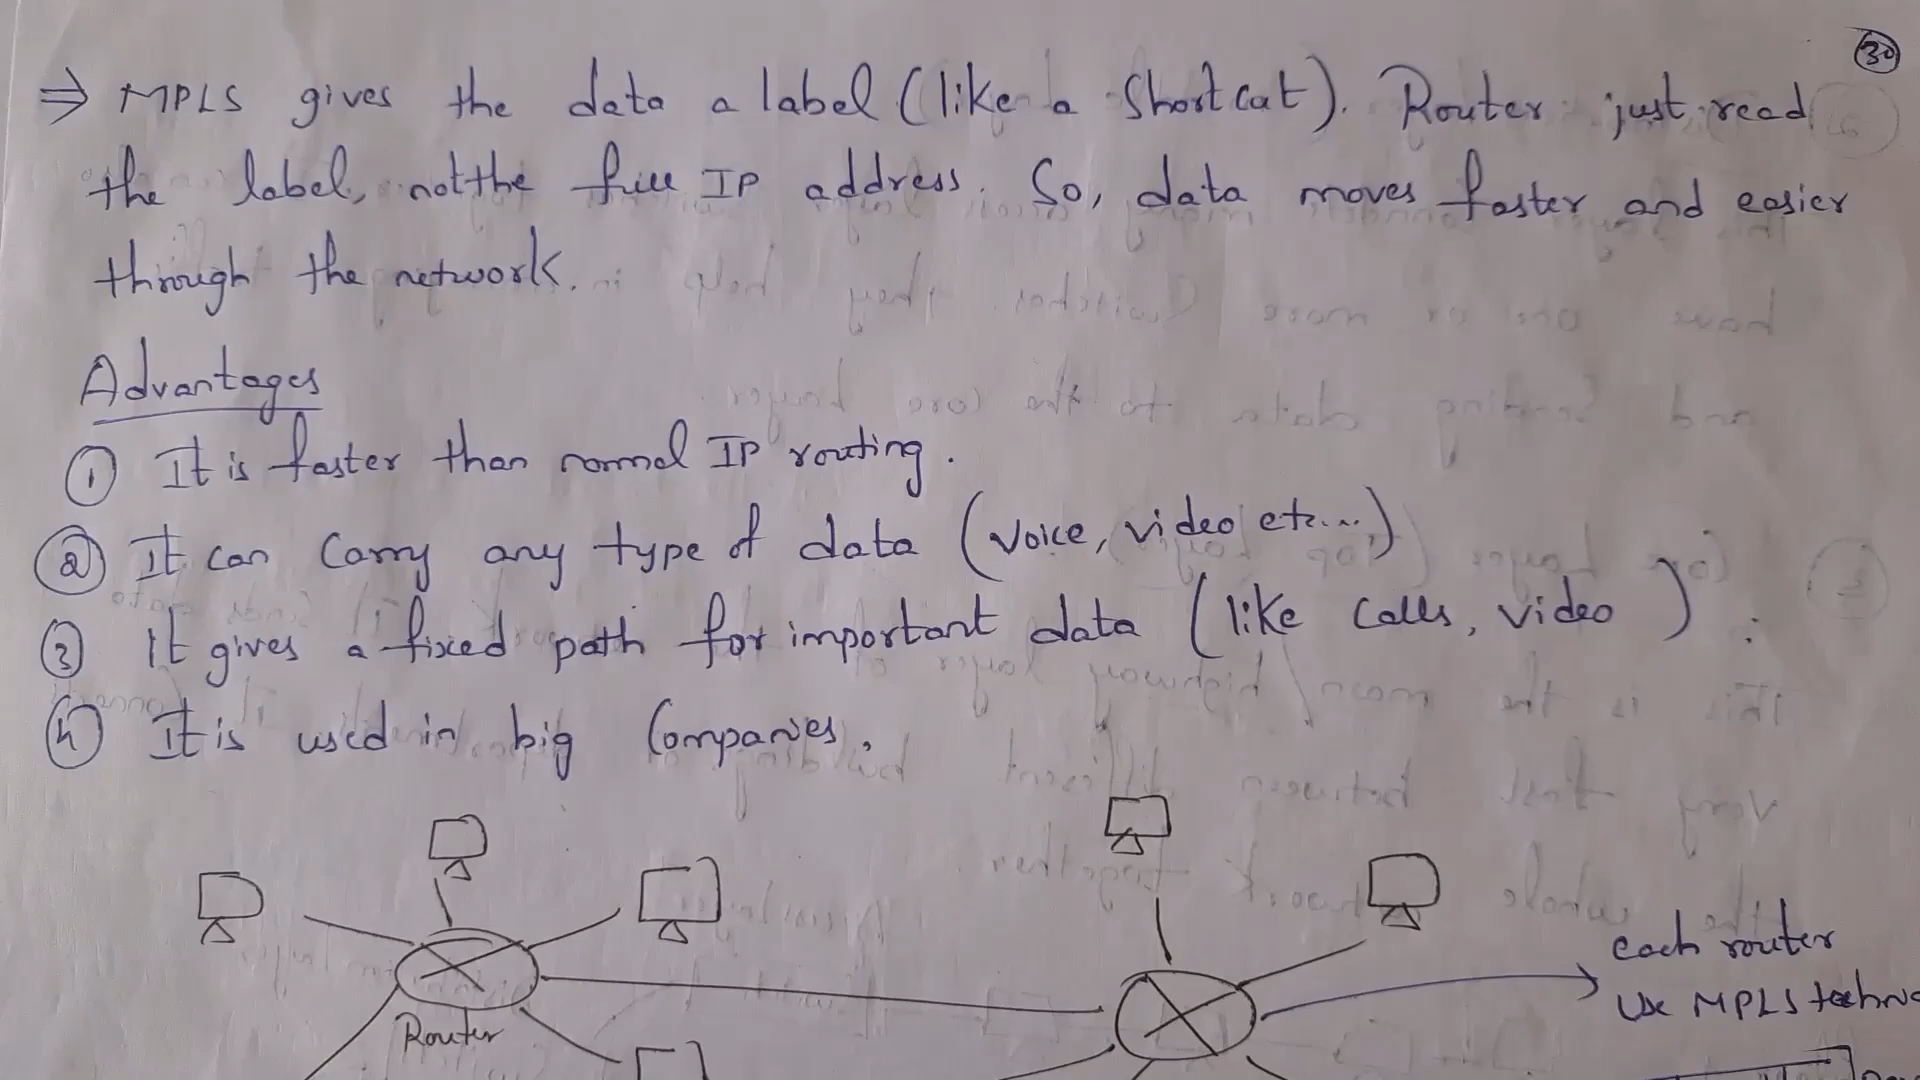 30
⇒ MPLS gives the data a label (like a Shortcut). Router just read
the label, not the full IP address. So, data moves faster and easier
through the network.
Advantages
① It is faster than normal IP routing.
② It can Carry any type of data (Voice, video etc....)
③ It gives a fixed path for important data (like Calls, video ).
④ It is used in big Companies.
each router
Use MPLS techno
Router